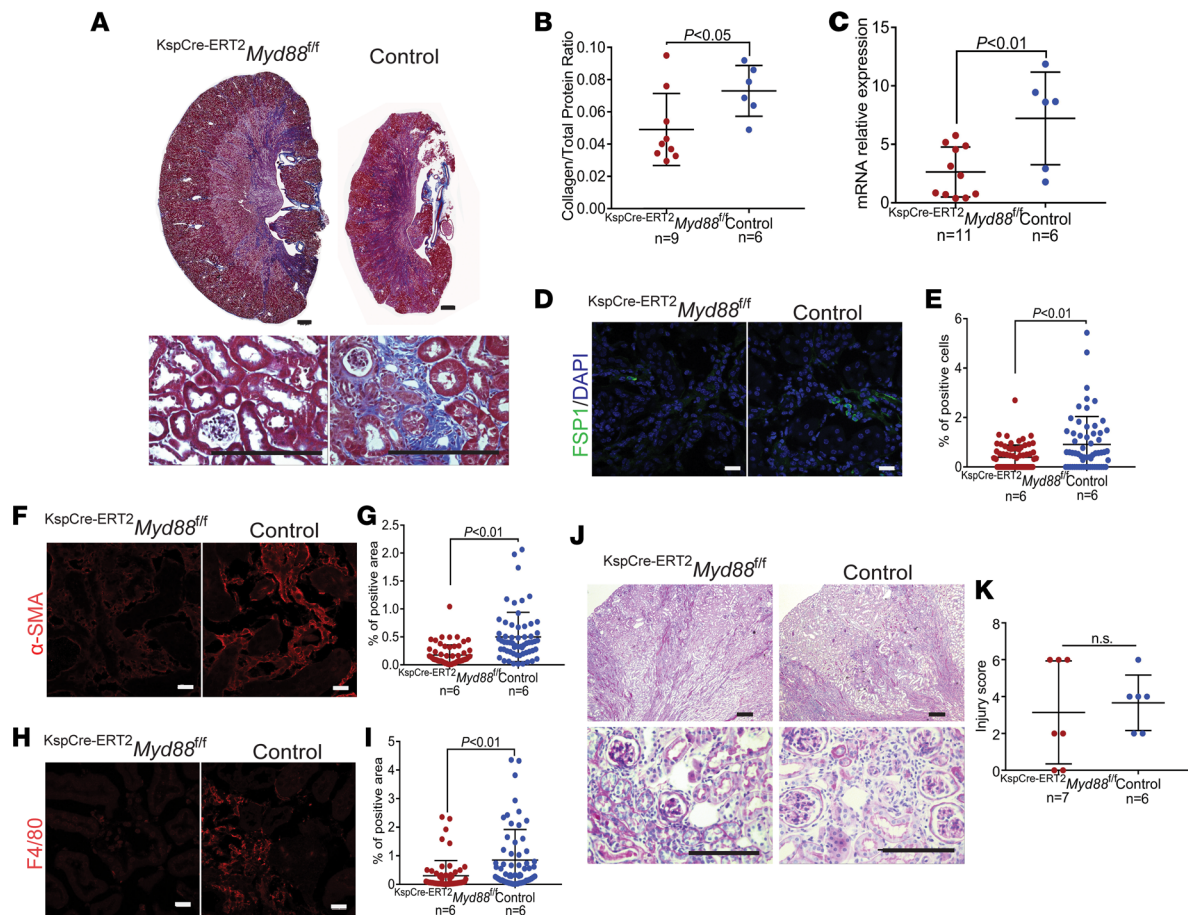 A
KspCre-ERT2Myd88f/f
Control
B
P<0.05
Collagen/Total Protein Ratio
0.10
0.08
0.06
0.04
0.02
0.00
KspCre-ERT2Myd88f/f Control
n=9
n=6
C
P<0.01
mRNA relative expression
15
10
5
0
KspCre-ERT2Myd88f/f Control
n=11
n=6
D
KspCre-ERT2Myd88f/f
Control
FSP1/DAPI
E
P<0.01
% of positive cells
6
4
2
0
KspCre-ERT2Myd88f/f Control
n=6
n=6
F
KspCre-ERT2Myd88f/f
Control
α-SMA
G
P<0.01
% of positive area
2.5
2.0
1.5
1.0
0.5
0.0
KspCre-ERT2Myd88f/f Control
n=6
n=6
H
KspCre-ERT2Myd88f/f
Control
F4/80
I
P<0.01
% of positive area
5
4
3
2
1
0
KspCre-ERT2Myd88f/f Control
n=6
n=6
J
KspCre-ERT2Myd88f/f
Control
K
n.s.
Injury score
8
6
4
2
0
KspCre-ERT2Myd88f/f Control
n=7
n=6